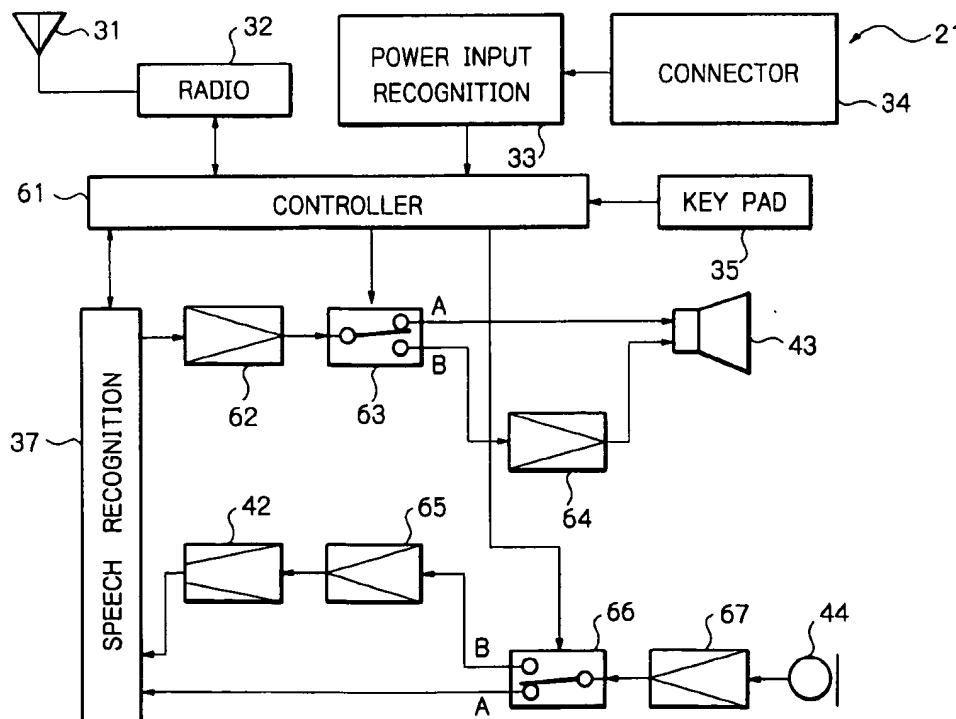 31
32
21
POWER INPUT
RECOGNITION
CONNECTOR
RADIO
33
34
61
CONTROLLER
KEY PAD
35
A
B
62
63
43
37
SPEECH RECOGNITION
64
42
65
66
67
44
B
A